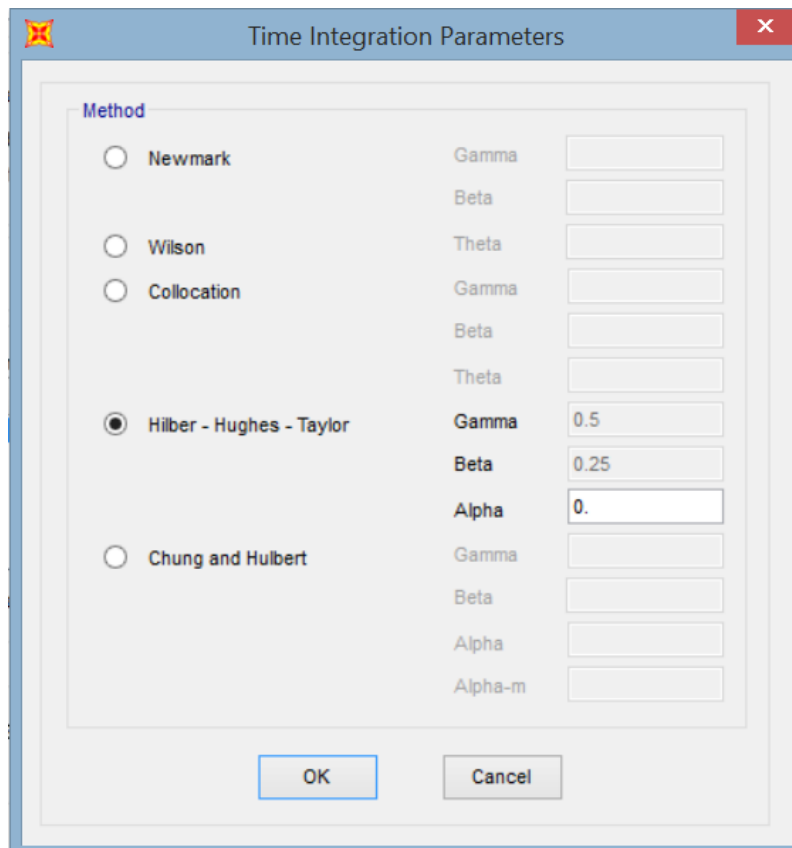 Time Integration Parameters
Method
Newmark Gamma
Beta
Wilson Theta
Collocation Gamma
Beta
Theta
Hilber - Hughes - Taylor Gamma 0.5
Beta 0.25
Alpha 0.
Chung and Hulbert Gamma
Beta
Alpha
Alpha-m
OK Cancel